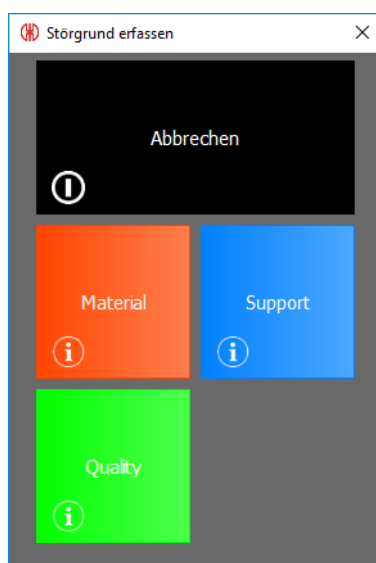 Störgrund erfassen
Abbrechen
Material
Support
Quality